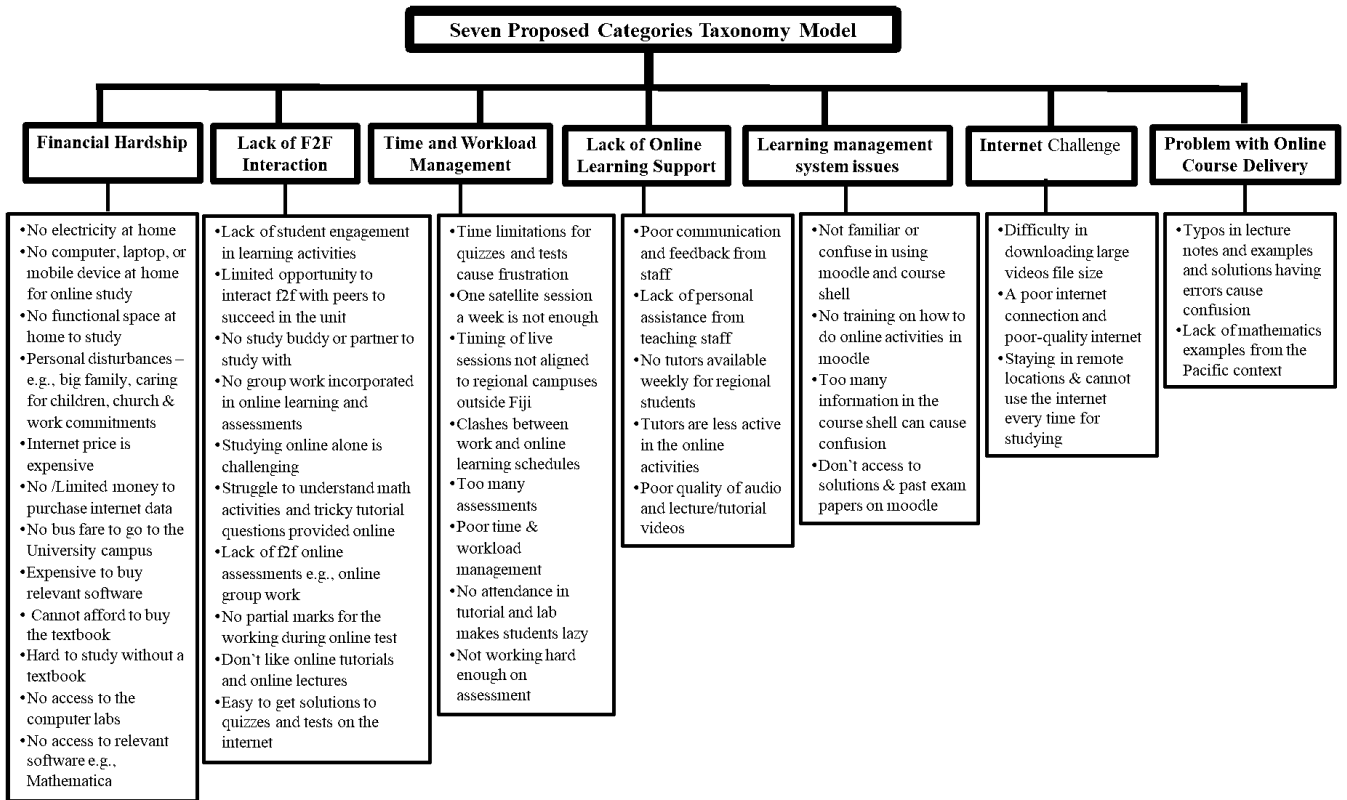 Seven Proposed Categories Taxonomy Model
Financial Hardship
•No electricity at home
•No computer, laptop, or
mobile device at home
for online study
•No functional space at
home to study
•Personal disturbances –
e.g., big family, caring
for children, church &
work commitments
•Internet price is
expensive
•No /Limited money to
purchase internet data
•No bus fare to go to the
University campus
•Expensive to buy
relevant software
• Cannot afford to buy
the textbook
•Hard to study without a
textbook
•No access to the
computer labs
•No access to relevant
software e.g.,
Mathematica
Lack of F2F
Interaction
•Lack of student engagement
in learning activities
•Limited opportunity to
interact f2f with peers to
succeed in the unit
•No study buddy or partner to
study with
•No group work incorporated
in online learning and
assessments
•Studying online alone is
challenging
•Struggle to understand math
activities and tricky tutorial
questions provided online
•Lack of f2f online
assessments e.g., online
group work
•No partial marks for the
working during online test
•Don`t like online tutorials
and online lectures
•Easy to get solutions to
quizzes and tests on the
internet
Time and Workload
Management
•Time limitations for
quizzes and tests
cause frustration
•One satellite session
a week is not enough
•Timing of live
sessions not aligned
to regional campuses
outside Fiji
•Clashes between
work and online
learning schedules
•Too many
assessments
•Poor time &
workload
management
•No attendance in
tutorial and lab
makes students lazy
•Not working hard
enough on
assessment
Lack of Online
Learning Support
•Poor communication
and feedback from
staff
•Lack of personal
assistance from
teaching staff
•No tutors available
weekly for regional
students
•Tutors are less active
in the online
activities
•Poor quality of audio
and lecture/tutorial
videos
Learning management
system issues
•Not familiar or
confuse in using
moodle and course
shell
•No training on how to
do online activities in
moodle
•Too many
information in the
course shell can cause
confusion
•Don`t access to
solutions & past exam
papers on moodle
Internet Challenge
•Difficulty in
downloading large
videos file size
•A poor internet
connection and
poor-quality internet
•Staying in remote
locations & cannot
use the internet
every time for
studying
Problem with Online
Course Delivery
•Typos in lecture
notes and examples
and solutions having
errors cause
confusion
•Lack of mathematics
examples from the
Pacific context